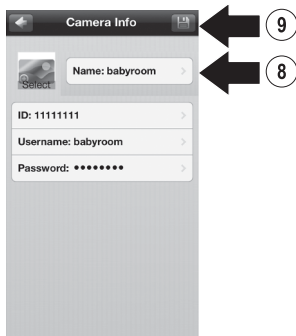 Camera Info
9
Select
Name: babyroom
8
ID: 11111111
Username: babyroom
Password: ●●●●●●●●